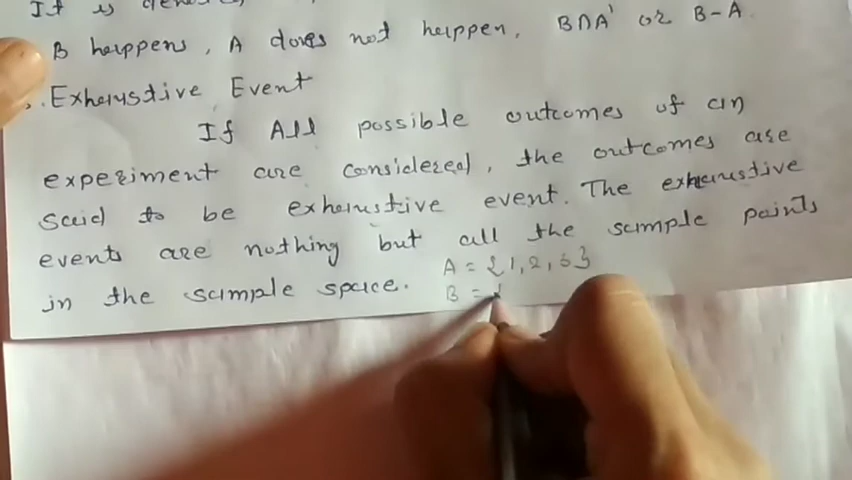 It is
B happens, A does not happen, B∩A' or B-A
. Exhaustive Event
If All possible outcomes of an
experiment are considered, the outcomes are
said to be exhaustive event. The exhaustive
events are nothing but all the sample points
in the sample space.
A = {1, 2, 3}
B = {